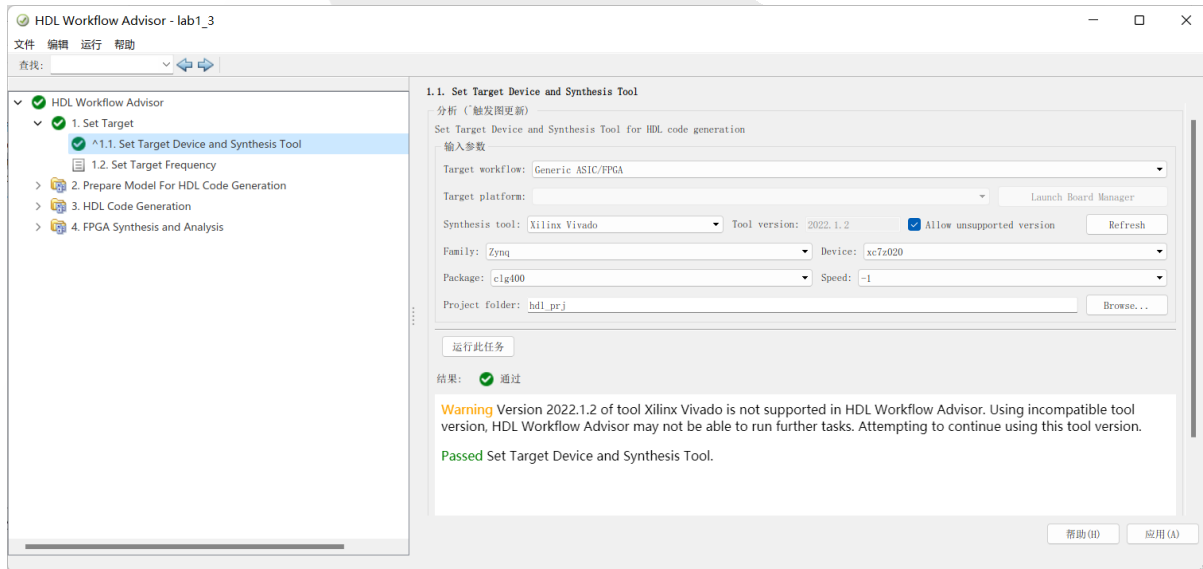 HDL Workflow Advisor - lab1_3
文件 编辑 运行 帮助
查找:
HDL Workflow Advisor
1. Set Target
^1.1. Set Target Device and Synthesis Tool
1.2. Set Target Frequency
2. Prepare Model For HDL Code Generation
3. HDL Code Generation
4. FPGA Synthesis and Analysis
1.1. Set Target Device and Synthesis Tool
分析 (^触发图更新)
Set Target Device and Synthesis Tool for HDL code generation
输入参数
Target workflow: Generic ASIC/FPGA
Target platform: Launch Board Manager
Synthesis tool: Xilinx Vivado Tool version: 2022.1.2 Allow unsupported version Refresh
Family: Zynq Device: xc7z020
Package: clg400 Speed: -1
Project folder: hdl_prj Browse...
运行此任务
结果: 通过
Warning Version 2022.1.2 of tool Xilinx Vivado is not supported in HDL Workflow Advisor. Using incompatible tool
version, HDL Workflow Advisor may not be able to run further tasks. Attempting to continue using this tool version.
Passed Set Target Device and Synthesis Tool.
帮助(H) 应用(A)